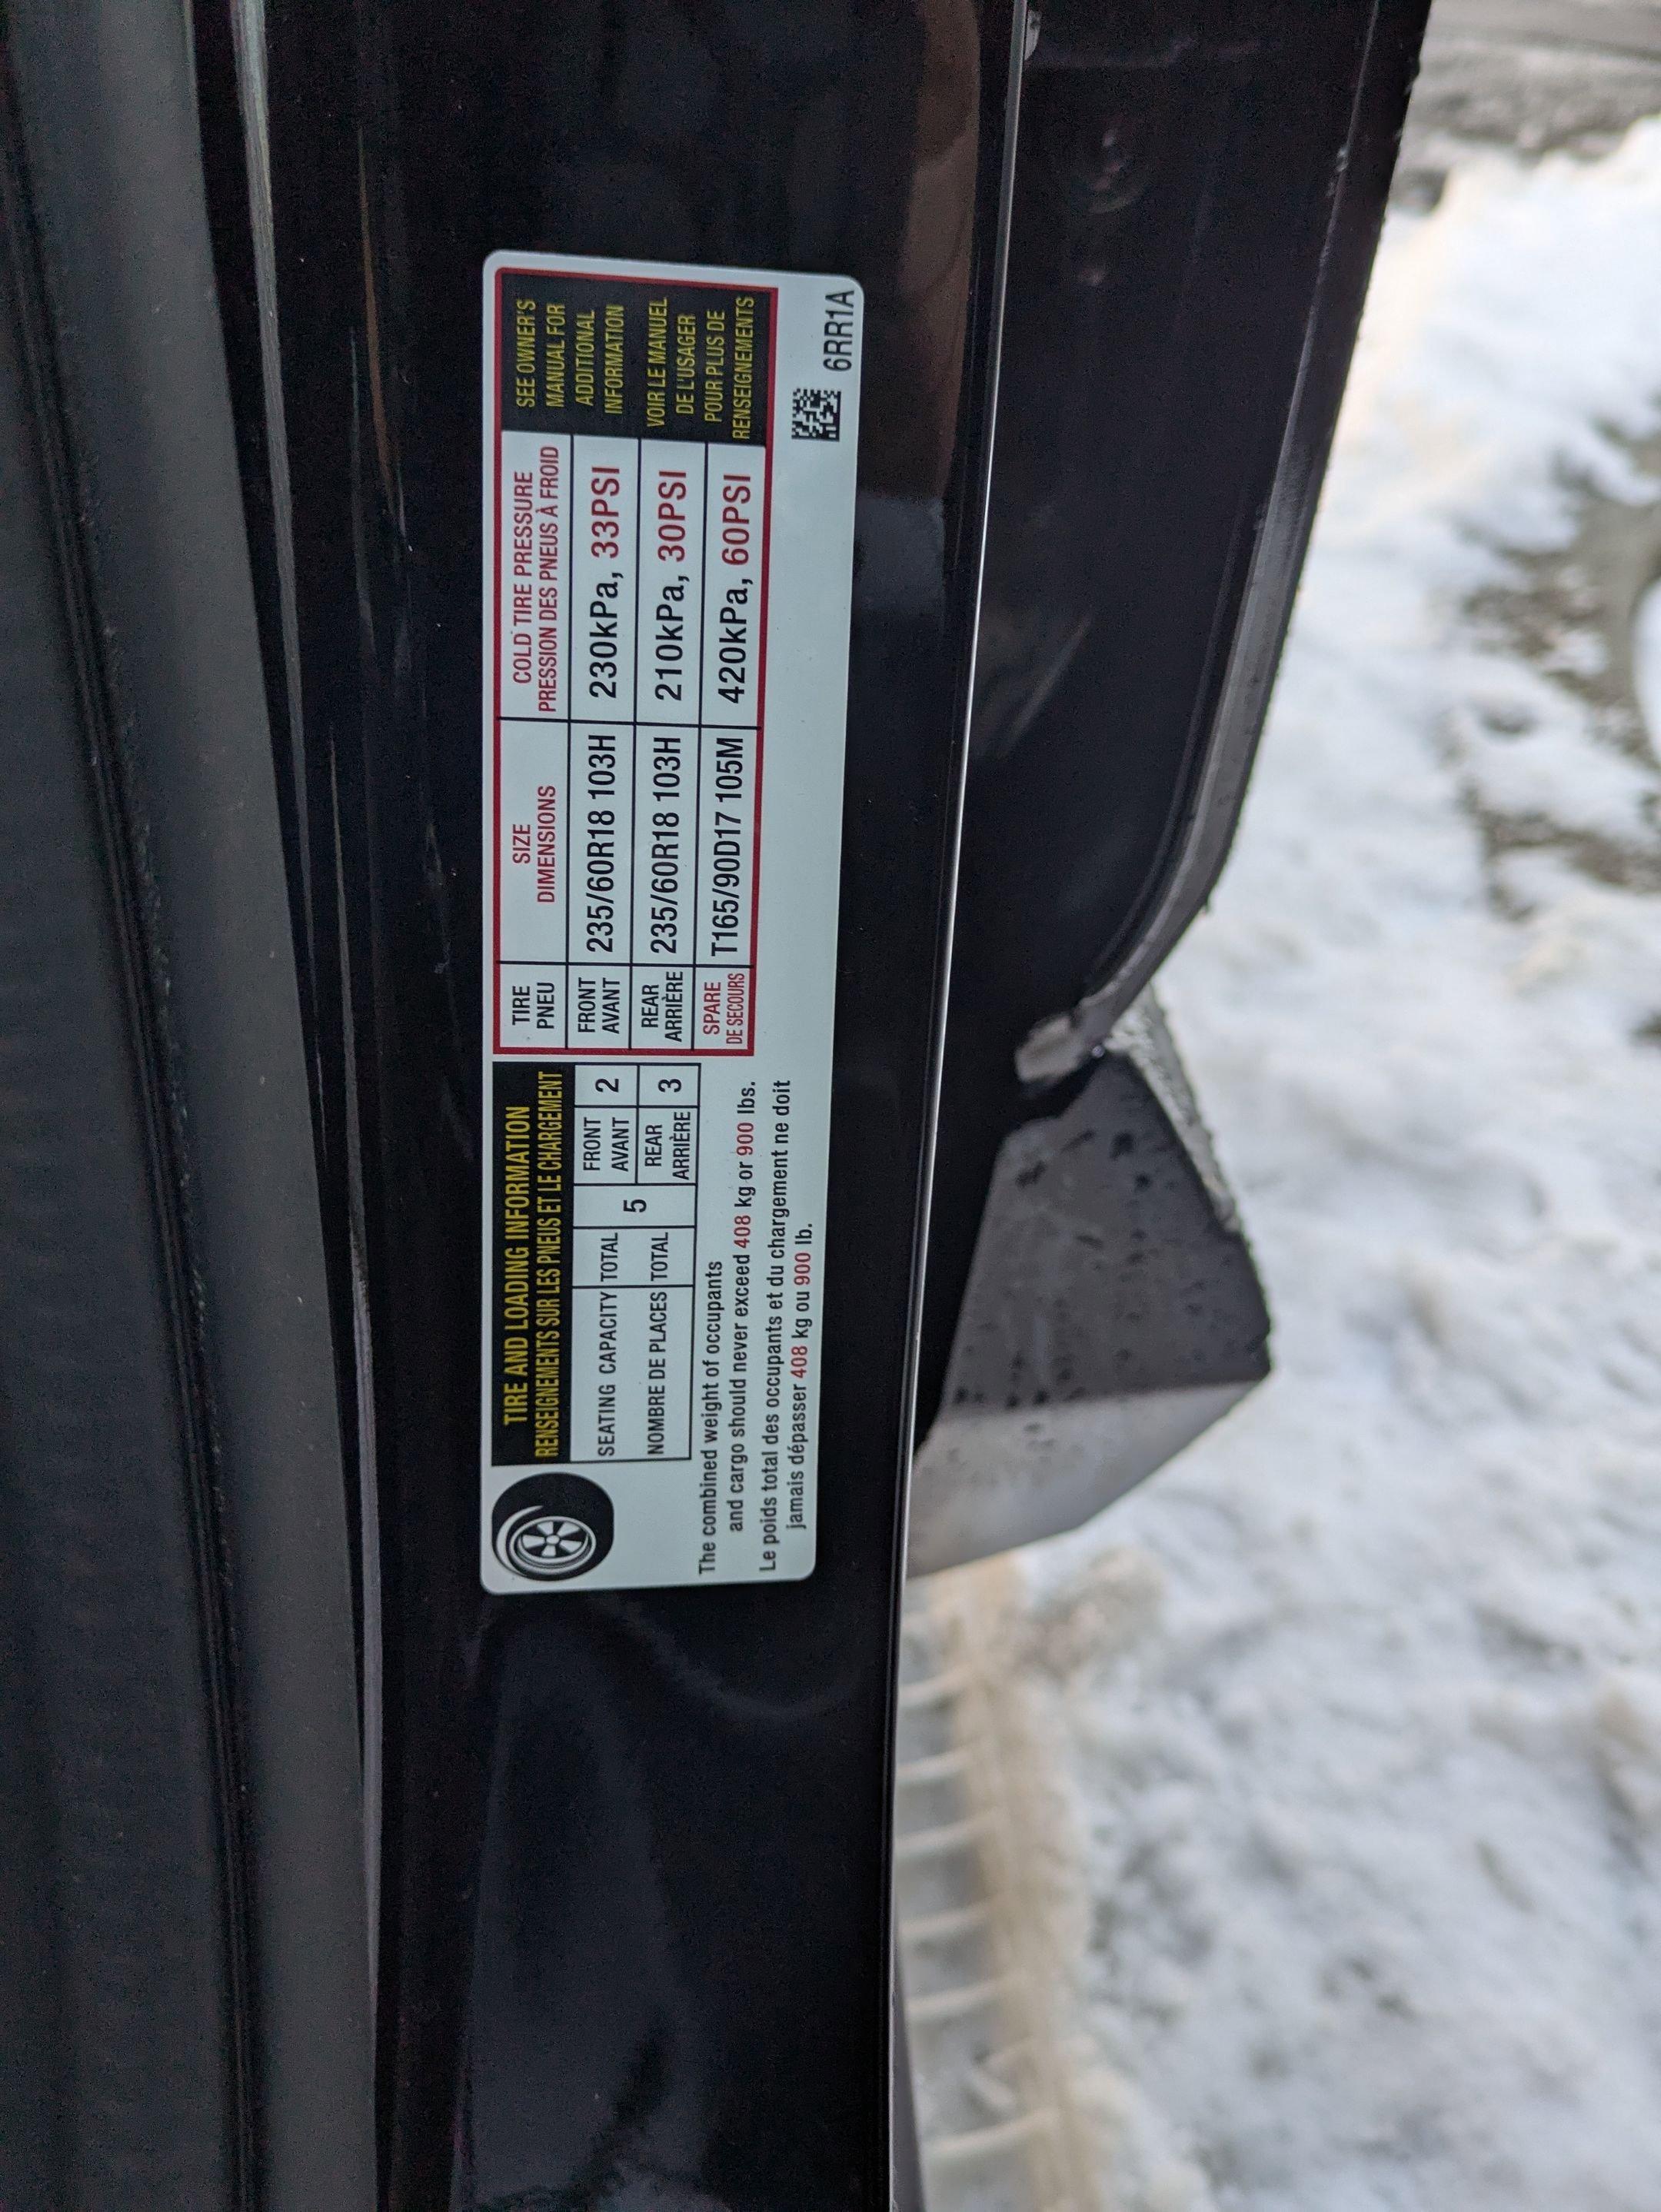 TIRE AND LOADING INFORMATION
RENSEIGNEMENTS SUR LES PNEUS ET LE CHARGEMENT
SEATING CAPACITY TOTAL 5 FRONT AVANT 2
NOMBRE DE PLACES TOTAL REAR ARRIÈRE 3
The combined weight of occupants
and cargo should never exceed 408 kg or 900 lbs.
Le poids total des occupants et du chargement ne doit
jamais dépasser 408 kg ou 900 lb.
TIRE PNEU
SIZE DIMENSIONS
COLD TIRE PRESSURE
PRESSION DES PNEUS À FROID
FRONT AVANT 235/60R18 103H 230kPa, 33PSI
REAR ARRIÈRE 235/60R18 103H 210kPa, 30PSI
SPARE DE SECOURS T165/90D17 105M 420kPa, 60PSI
SEE OWNER'S
MANUAL FOR
ADDITIONAL
INFORMATION
VOIR LE MANUEL
DE L'USAGER
POUR PLUS DE
RENSEIGNEMENTS
6RR1A